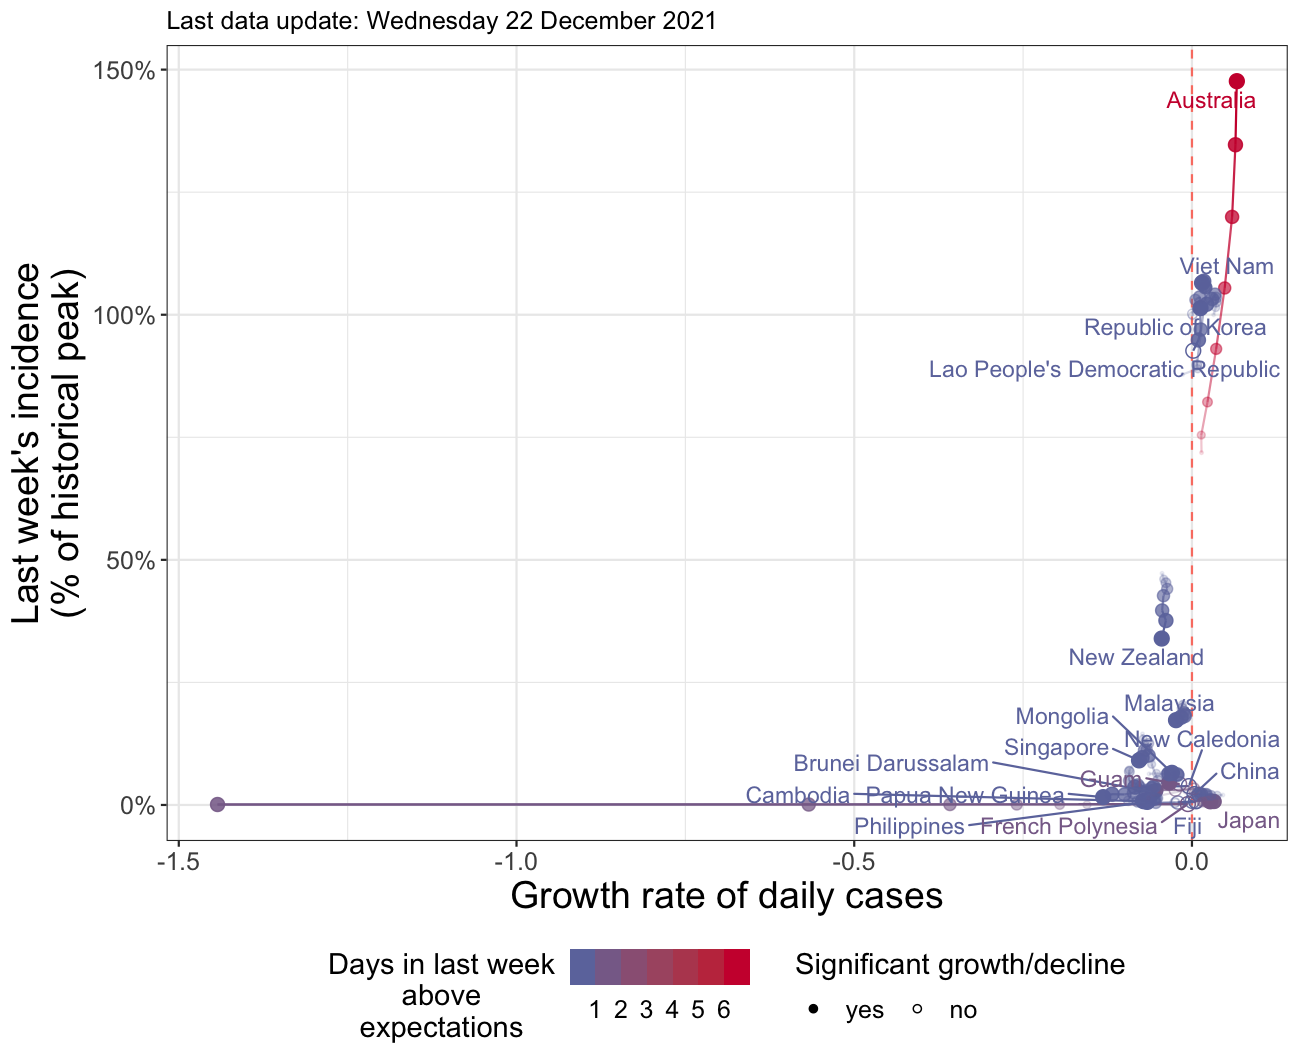 Last data update: Wednesday 22 December 2021
Last week's incidence
(% of historical peak)
150%
100%
50%
0%
Australia
Viet Nam
Republic of Korea
Lao People's Democratic Republic
New Zealand
Malaysia
Mongolia
New Caledonia
Singapore
Brunei Darussalam
China
Guam
Cambodia
Papua New Guinea
Philippines
French Polynesia
Fiji
Japan
-1.5
-1.0
-0.5
0.0
Growth rate of daily cases
Days in last week
above
expectations
1 2 3 4 5 6
Significant growth/decline
yes
no